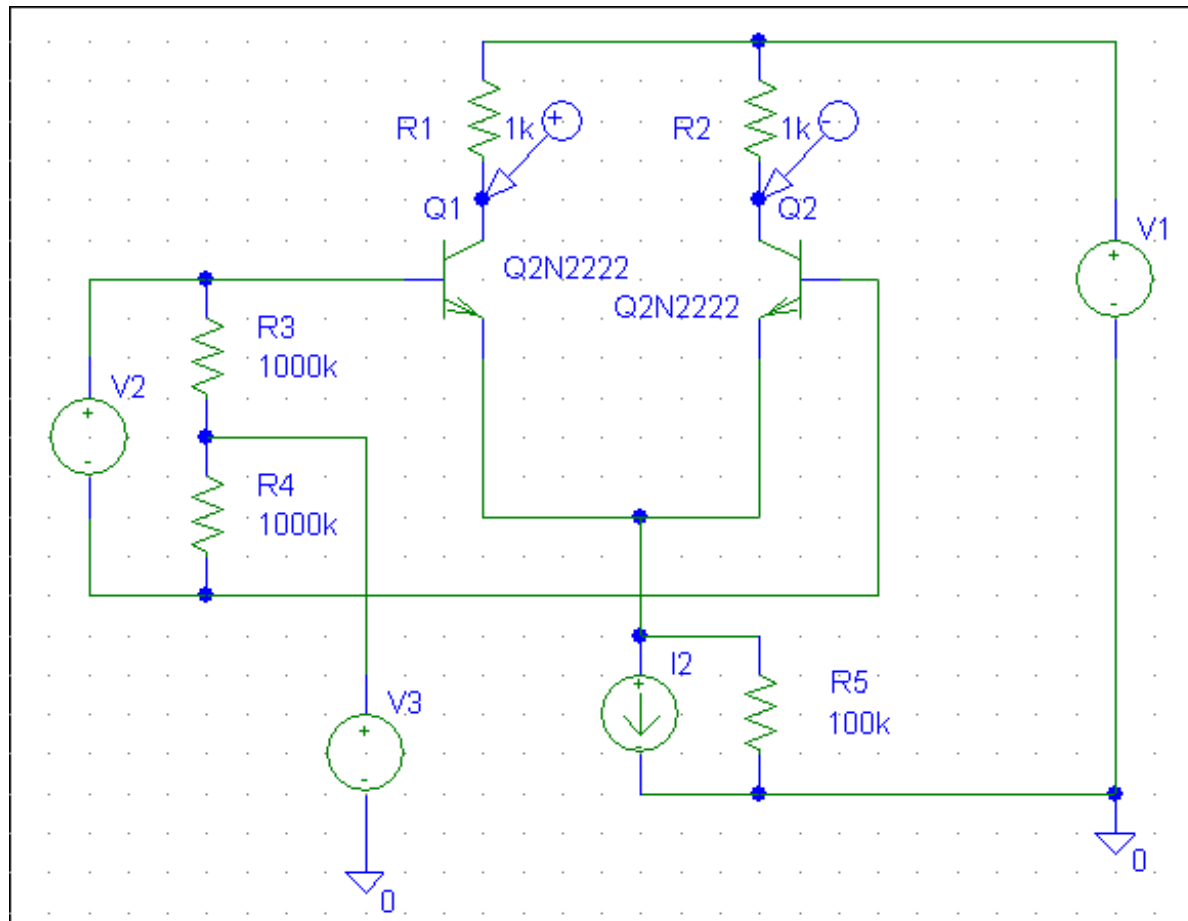 R1
1k
+
R2
1k
-
Q1
Q2
Q2N2222
Q2N2222
V1
+
-
R3
1000k
V2
+
-
R4
1000k
I2
+
-
R5
100k
V3
+
-
0
0